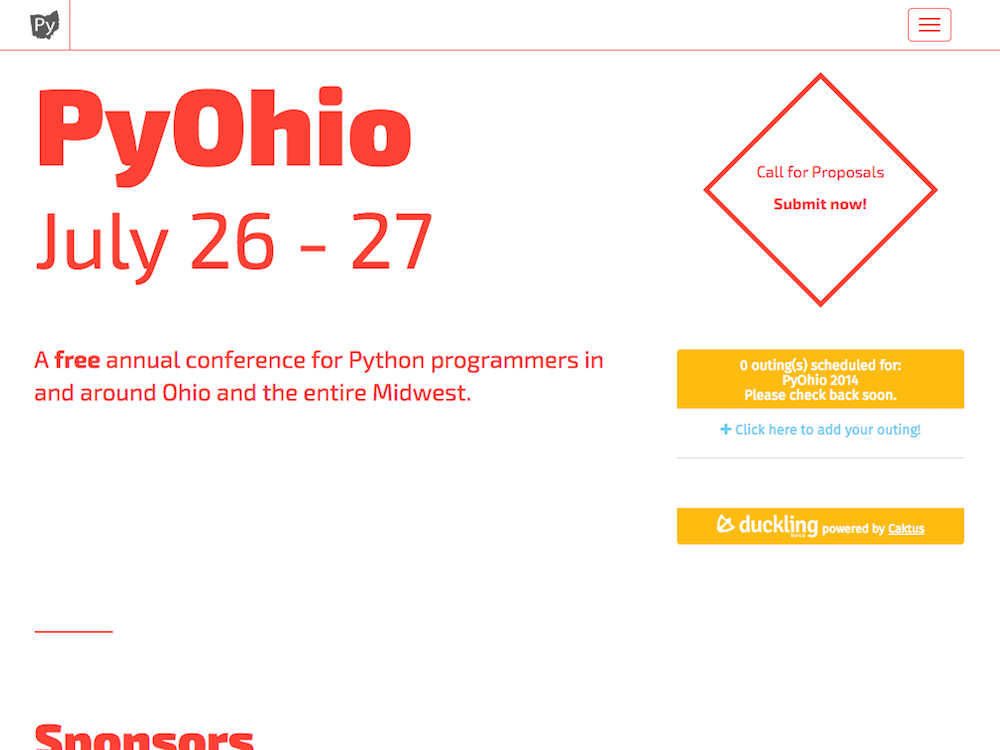 Py
PyOhio
July 26 - 27
A free annual conference for Python programmers in
and around Ohio and the entire Midwest.
Call for Proposals
Submit now!
0 outing(s) scheduled for:
PyOhio 2014
Please check back soon.
+ Click here to add your outing!
duckling beta powered by Caktus
Sponsors